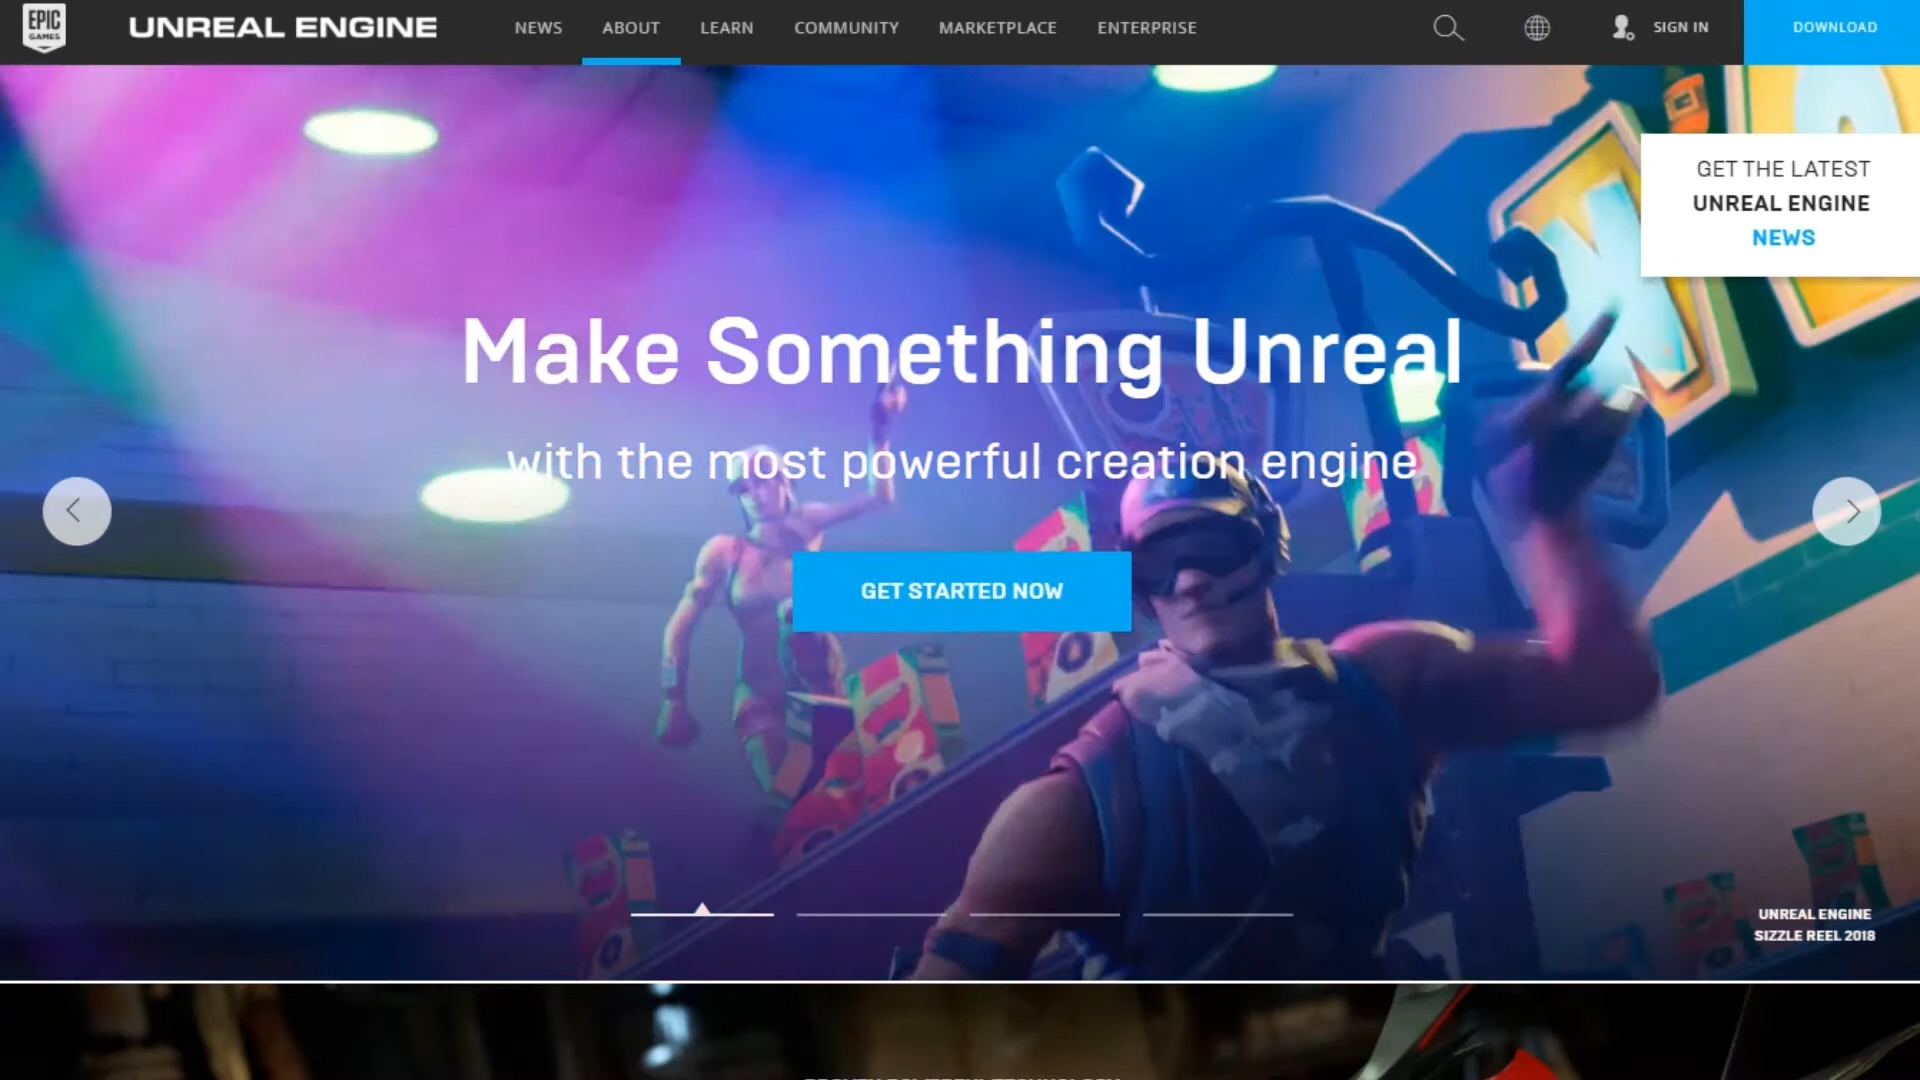 EPIC
GAMES
UNREAL ENGINE
NEWS
ABOUT
LEARN
COMMUNITY
MARKETPLACE
ENTERPRISE
SIGN IN
DOWNLOAD
GET THE LATEST
UNREAL ENGINE
NEWS
Make Something Unreal
with the most powerful creation engine
GET STARTED NOW
UNREAL ENGINE
SIZZLE REEL 2018